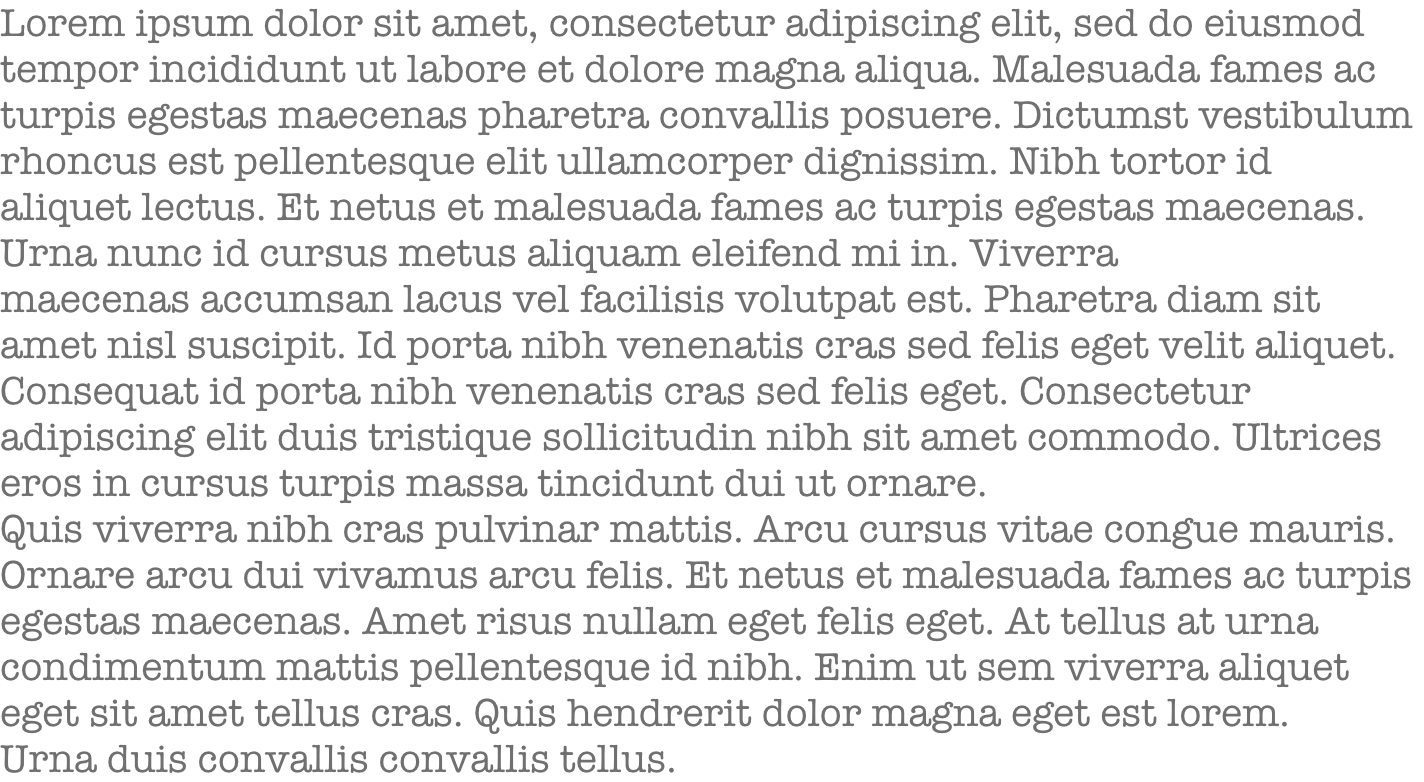 Lorem ipsum dolor sit amet, consectetur adipiscing elit, sed do eiusmod
tempor incididunt ut labore et dolore magna aliqua. Malesuada fames ac
turpis egestas maecenas pharetra convallis posuere. Dictumst vestibulum
rhoncus est pellentesque elit ullamcorper dignissim. Nibh tortor id
aliquet lectus. Et netus et malesuada fames ac turpis egestas maecenas.
Urna nunc id cursus metus aliquam eleifend mi in. Viverra
maecenas accumsan lacus vel facilisis volutpat est. Pharetra diam sit
amet nisl suscipit. Id porta nibh venenatis cras sed felis eget velit aliquet.
Consequat id porta nibh venenatis cras sed felis eget. Consectetur
adipiscing elit duis tristique sollicitudin nibh sit amet commodo. Ultrices
eros in cursus turpis massa tincidunt dui ut ornare.
Quis viverra nibh cras pulvinar mattis. Arcu cursus vitae congue mauris.
Ornare arcu dui vivamus arcu felis. Et netus et malesuada fames ac turpis
egestas maecenas. Amet risus nullam eget felis eget. At tellus at urna
condimentum mattis pellentesque id nibh. Enim ut sem viverra aliquet
eget sit amet tellus cras. Quis hendrerit dolor magna eget est lorem.
Urna duis convallis convallis tellus.